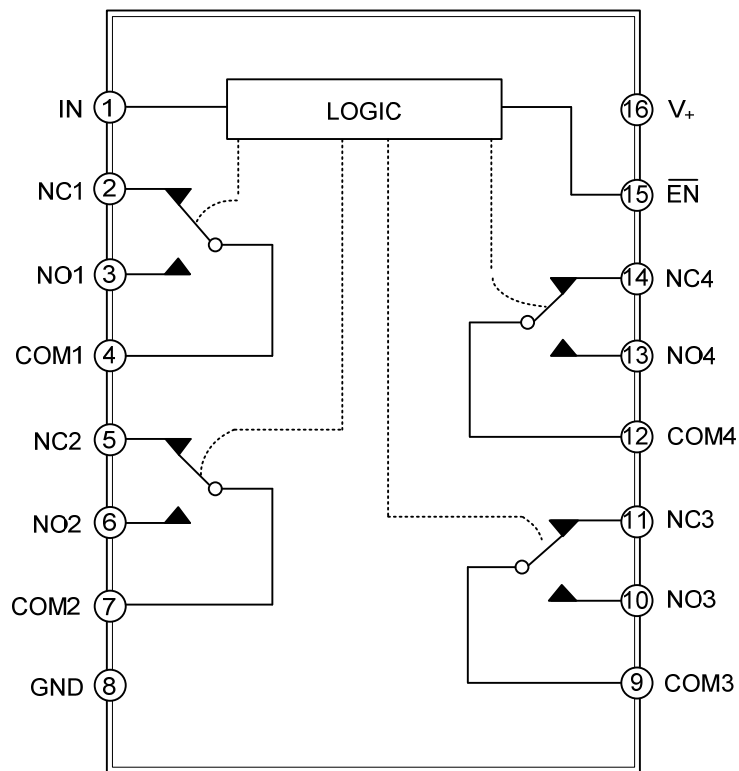 LOGIC
IN 1
NC1 2
NO1 3
COM1 4
NC2 5
NO2 6
COM2 7
GND 8
16 V+
15 E̅N̅
14 NC4
13 NO4
12 COM4
11 NC3
10 NO3
9 COM3